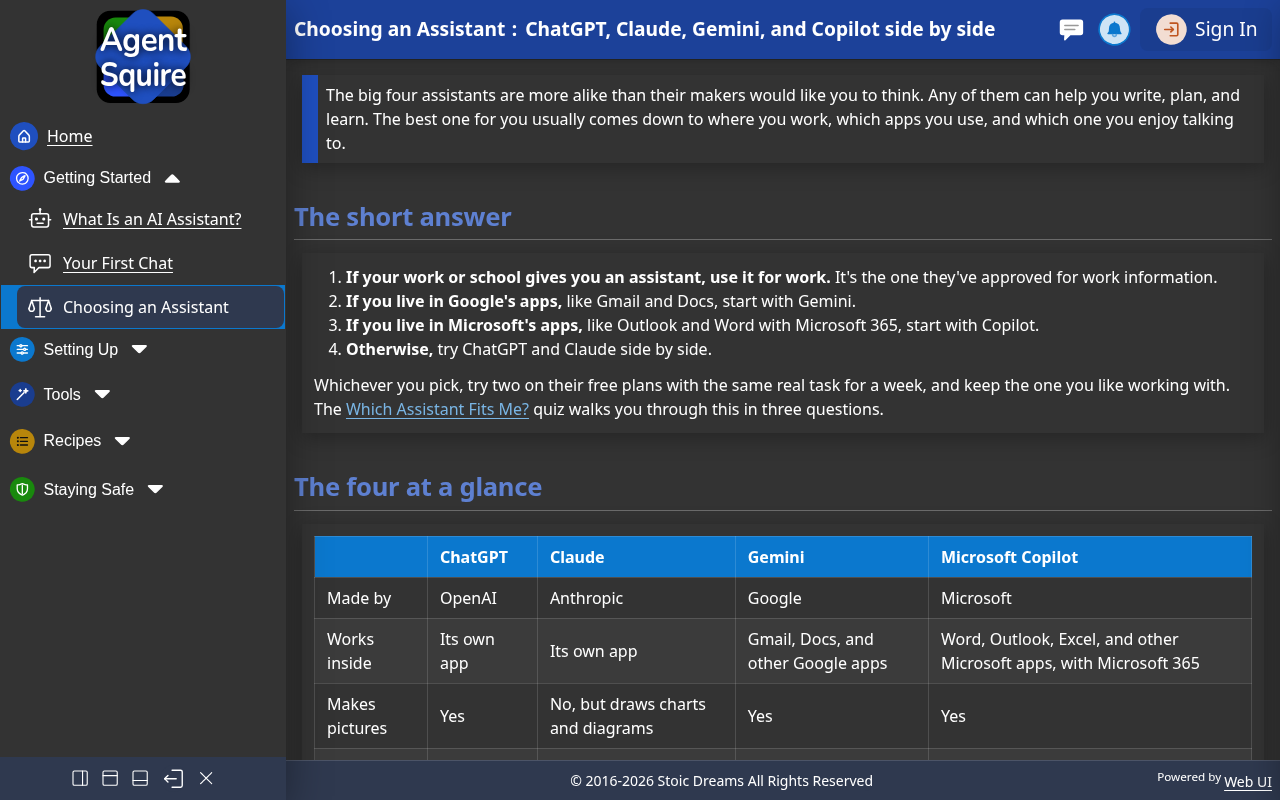 Agent
Squire
Home
Getting Started
What Is an AI Assistant?
Your First Chat
Choosing an Assistant
Setting Up
Tools
Recipes
Staying Safe
Choosing an Assistant : ChatGPT, Claude, Gemini, and Copilot side by side
Sign In
The big four assistants are more alike than their makers would like you to think. Any of them can help you write, plan, and
learn. The best one for you usually comes down to where you work, which apps you use, and which one you enjoy talking
to.
The short answer
1. If your work or school gives you an assistant, use it for work. It's the one they've approved for work information.
2. If you live in Google's apps, like Gmail and Docs, start with Gemini.
3. If you live in Microsoft's apps, like Outlook and Word with Microsoft 365, start with Copilot.
4. Otherwise, try ChatGPT and Claude side by side.
Whichever you pick, try two on their free plans with the same real task for a week, and keep the one you like working with.
The Which Assistant Fits Me? quiz walks you through this in three questions.
The four at a glance
ChatGPT Claude Gemini Microsoft Copilot
Made by OpenAI Anthropic Google Microsoft
Works inside Its own app Its own app Gmail, Docs, and other Google apps Word, Outlook, Excel, and other Microsoft apps, with Microsoft 365
Makes pictures Yes No, but draws charts and diagrams Yes Yes
© 2016-2026 Stoic Dreams All Rights Reserved
Powered by Web UI